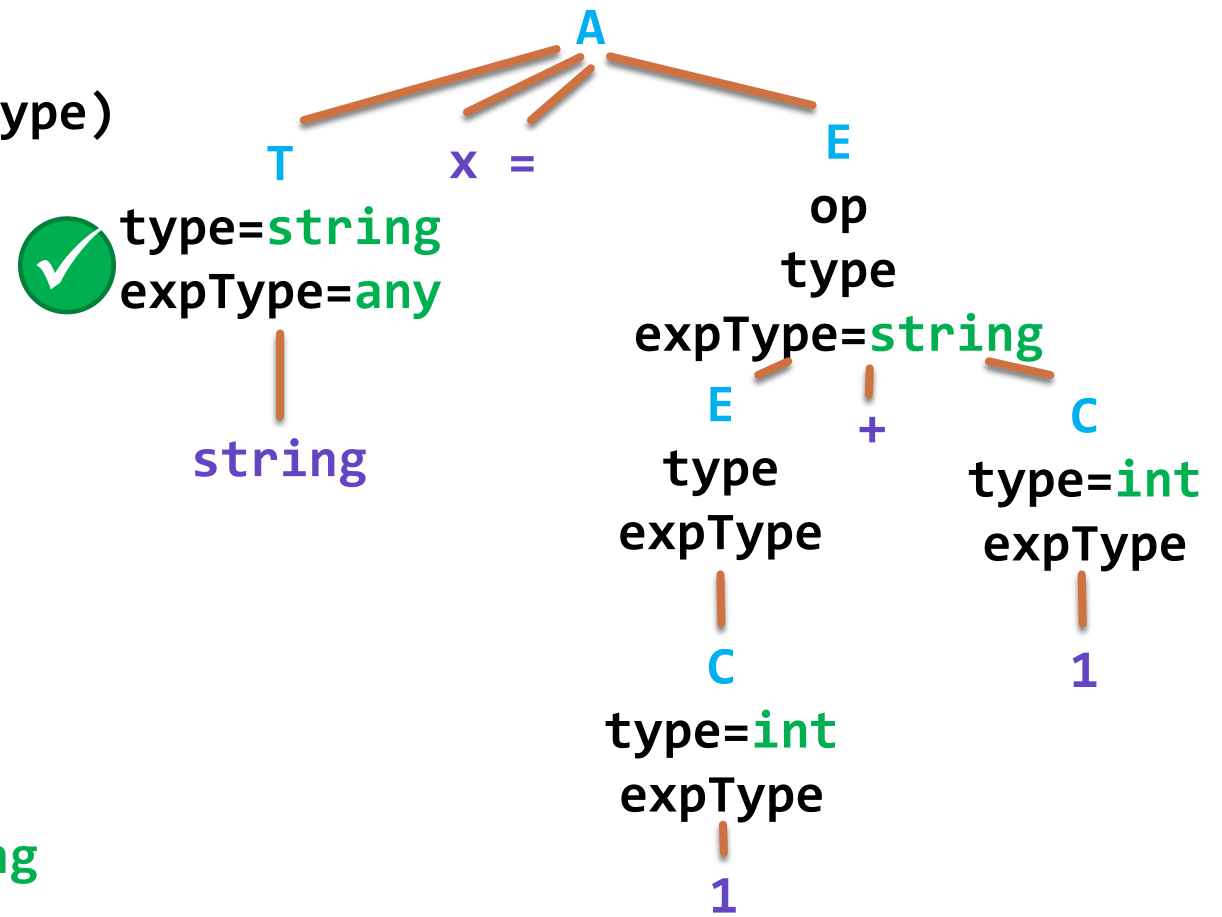 A
ype)
T
x =
E
type=string
expType=any
op
type
expType=string
string
E
+
C
type
expType
type=int
expType
C
1
type=int
expType
ng
1